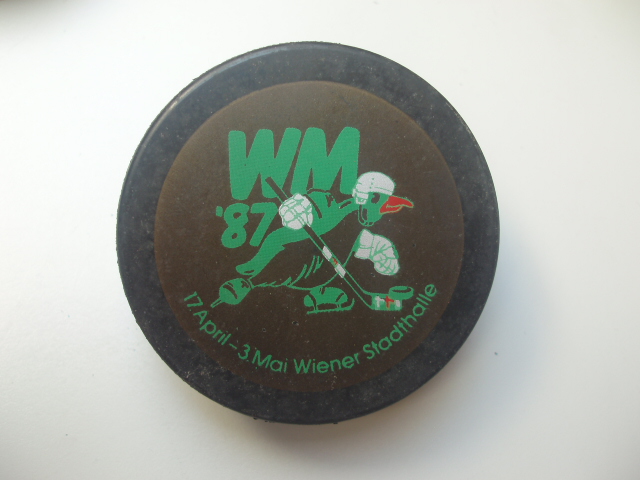 WM
'87
17 April - 3. Mai Wiener Stadthalle